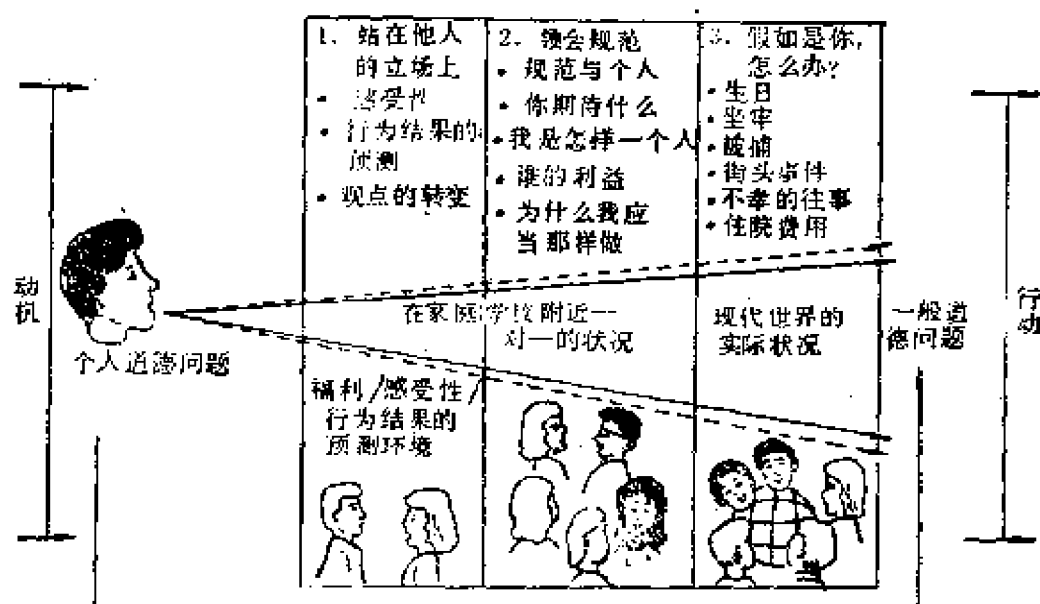 1. 站在他人
的立场上
• 感受性
• 行为结果的
预测
• 观点的转变
2. 领会规范
• 规范与个人
• 你期待什么
• 我是怎样一个人
• 谁的利益
• 为什么我应
当那样做
3. 假如是你,
怎么办?
• 生日
• 坐牢
• 被捕
• 街头事件
• 不幸的往事
• 住院费用
动机
个人道德问题
在家庭学校附近一
对一的状况
现代世界的
实际状况
一般道
德问题
行动
福利/感受性/
行为结果的
预测环境